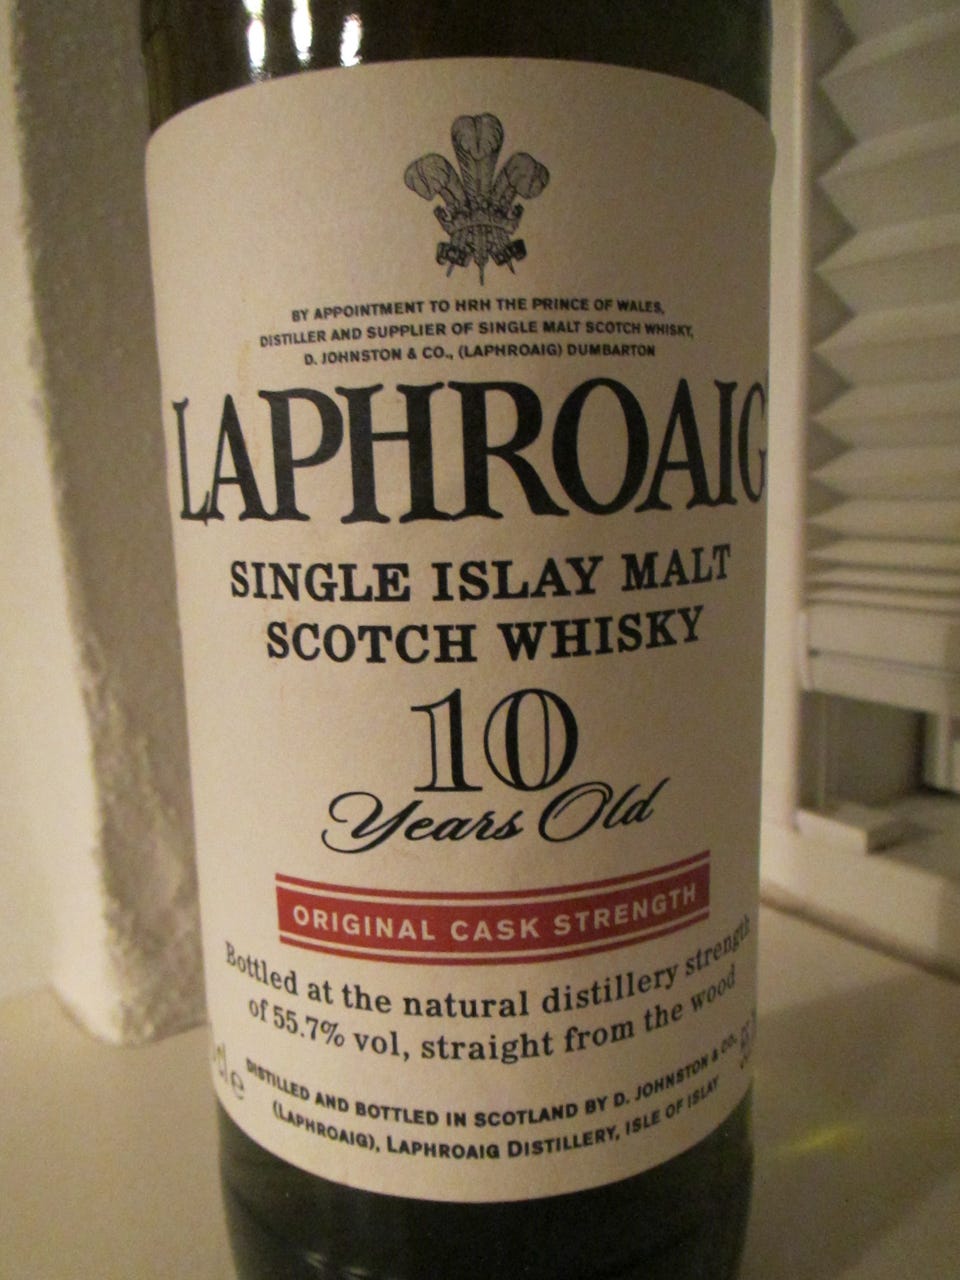 BY APPOINTMENT TO HRH THE PRINCE OF WALES,
DISTILLER AND SUPPLIER OF SINGLE MALT SCOTCH WHISKY,
D. JOHNSTON & CO., (LAPHROAIG) DUMBARTON
LAPHROAIG
SINGLE ISLAY MALT
SCOTCH WHISKY
10
Years Old
ORIGINAL CASK STRENGTH
Bottled at the natural distillery strength
of 55.7% vol, straight from the wood
DISTILLED AND BOTTLED IN SCOTLAND BY D. JOHNSTON & CO.
(LAPHROAIG), LAPHROAIG DISTILLERY, ISLE OF ISLAY